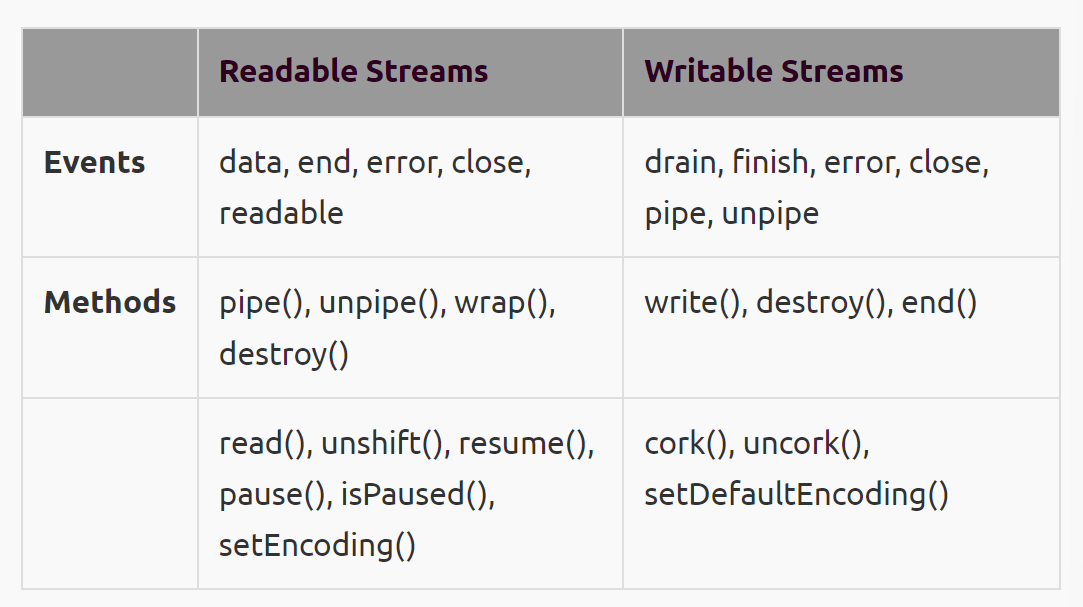 Readable Streams
Writable Streams
Events
data, end, error, close,
readable
drain, finish, error, close,
pipe, unpipe
Methods
pipe(), unpipe(), wrap(),
destroy()
write(), destroy(), end()
read(), unshift(), resume(),
pause(), isPaused(),
setEncoding()
cork(), uncork(),
setDefaultEncoding()